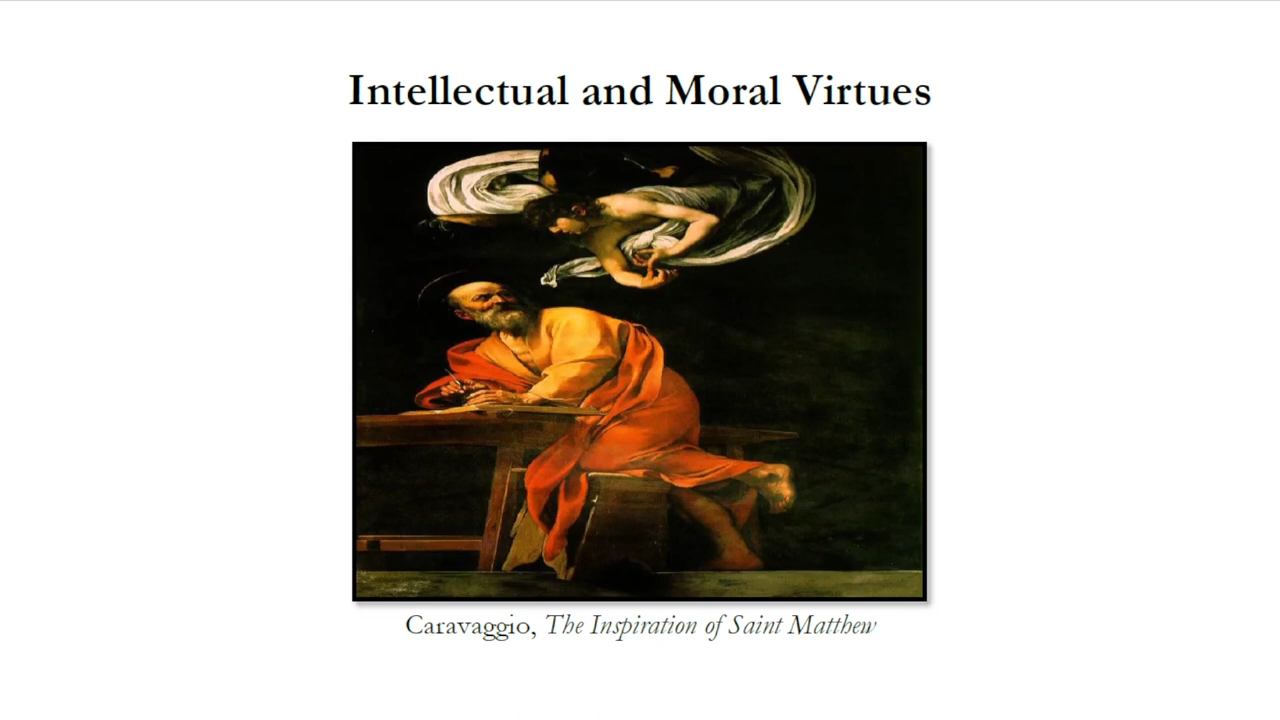 Intellectual and Moral Virtues
Caravaggio, The Inspiration of Saint Matthew